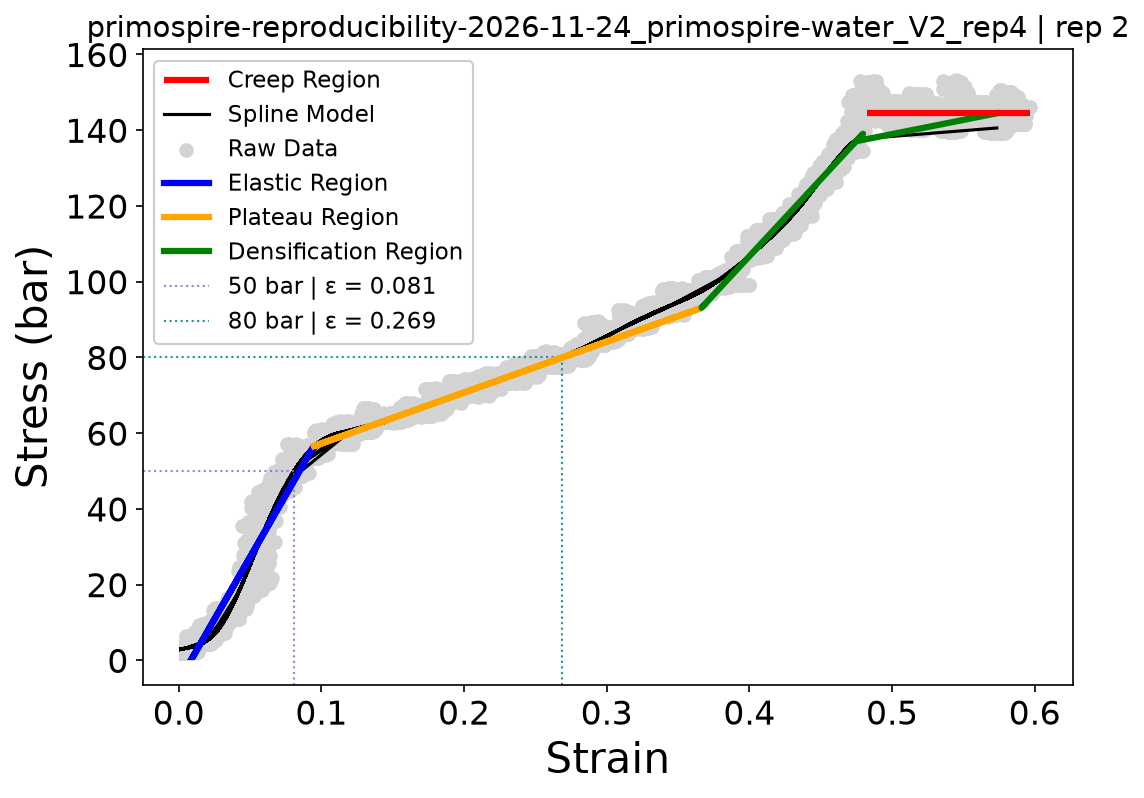 primospire-reproducibility-2026-11-24_primospire-water_V2_rep4 | rep 2
Creep Region
Spline Model
Raw Data
Elastic Region
Plateau Region
Densification Region
50 bar | ε = 0.081
80 bar | ε = 0.269
Stress (bar)
160
140
120
100
80
60
40
20
0
0.0 0.1 0.2 0.3 0.4 0.5 0.6
Strain